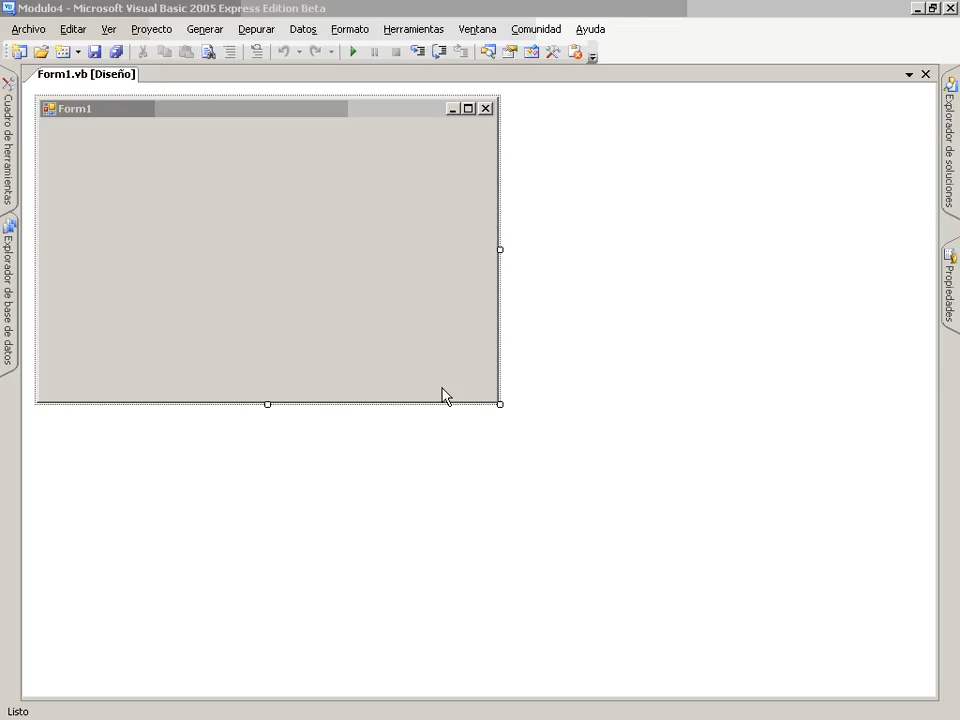 Modulo4 - Microsoft Visual Basic 2005 Express Edition Beta
Archivo Editar Ver Proyecto Generar Depurar Datos Formato Herramientas Ventana Comunidad Ayuda
Form1.vb [Diseño]
Form1
Cuadro de herramientas
Explorador de base de datos
Explorador de soluciones
Propiedades
Listo